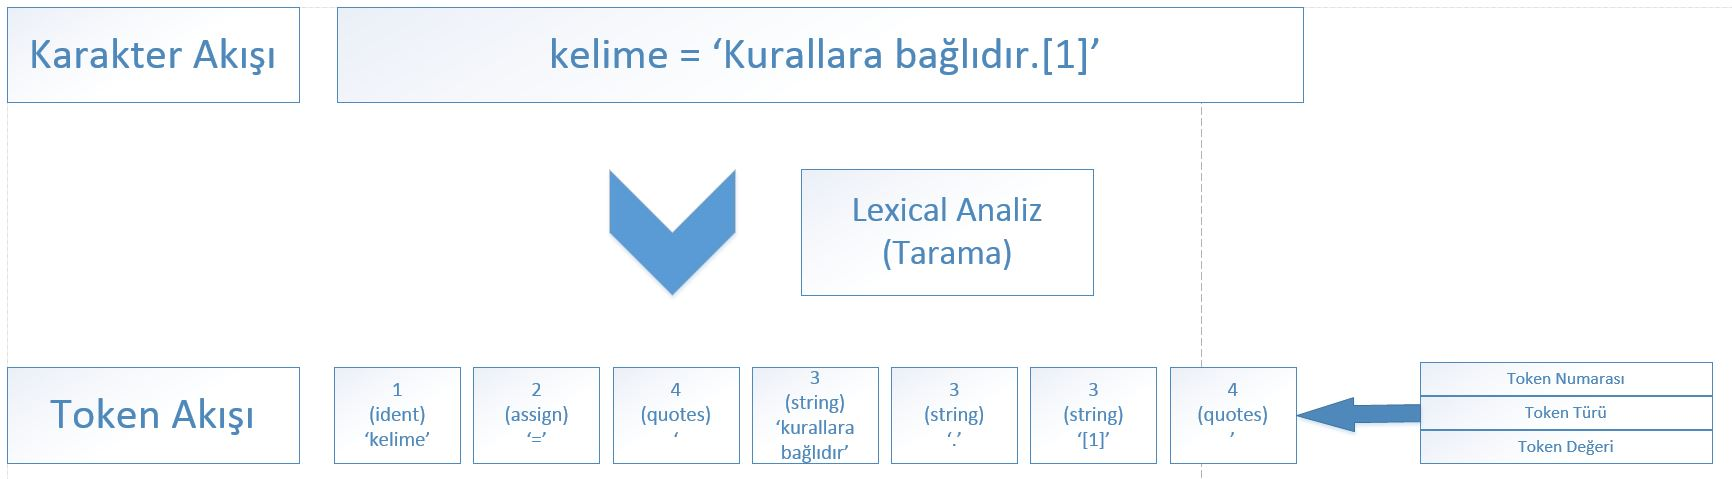 Karakter Akışı
kelime = ‘Kurallara bağlıdır.[1]’
Lexical Analiz
(Tarama)
Token Akışı
1
(ident)
‘kelime’
2
(assign)
‘=’
4
(quotes)
‘
3
(string)
‘kurallara
bağlıdır’
3
(string)
‘.’
3
(string)
‘[1]’
4
(quotes)
’
Token Numarası
Token Türü
Token Değeri